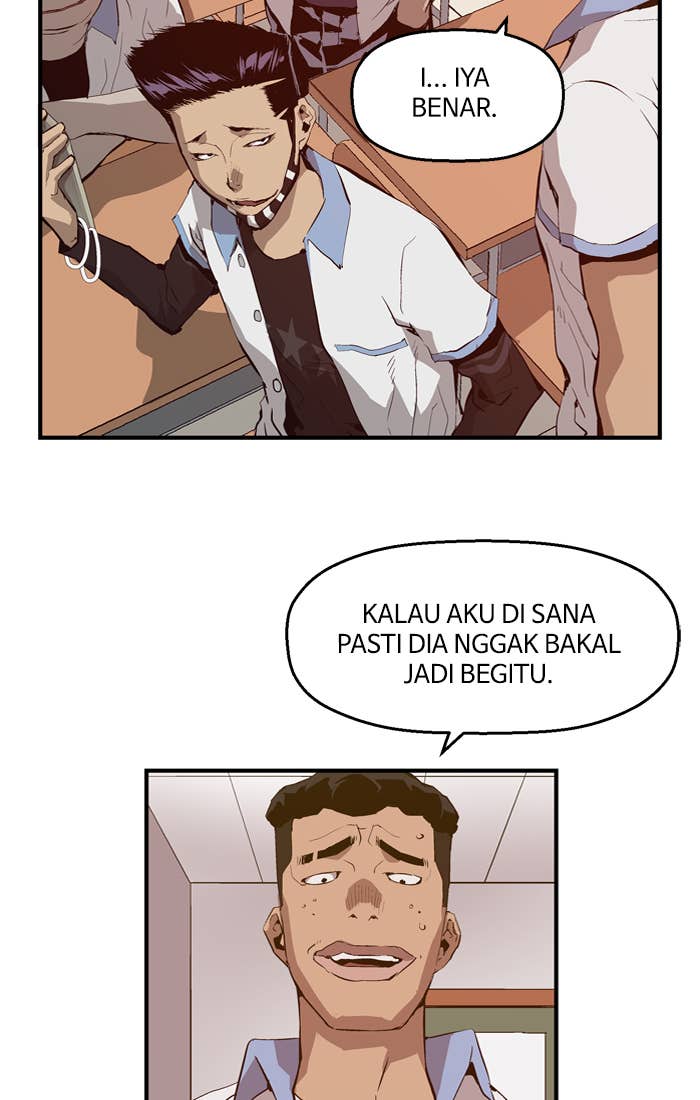 I... IYA
BENAR.
KALAU AKU DI SANA
PASTI DIA NGGAK BAKAL
JADI BEGITU.